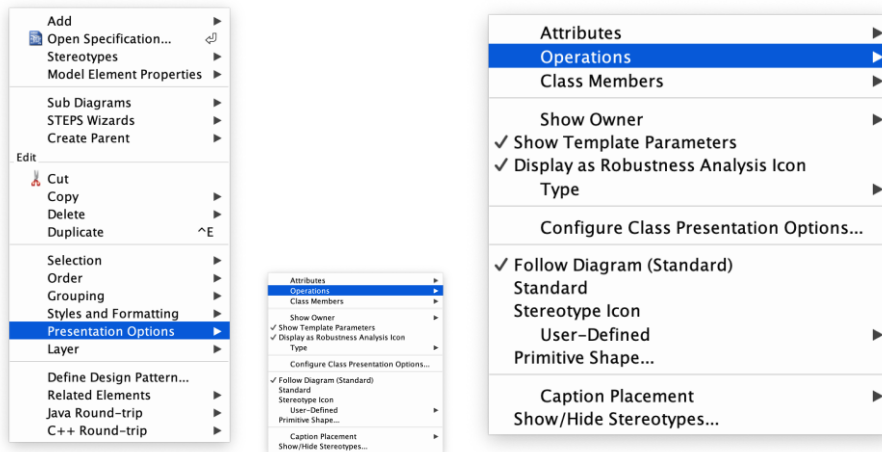 Add
Open Specification...
Stereotypes
Model Element Properties
Sub Diagrams
STEPS Wizards
Create Parent
Edit
Cut
Copy
Delete
Duplicate ^E
Selection
Order
Grouping
Styles and Formatting
Presentation Options
Layer
Define Design Pattern...
Related Elements
Java Round-trip
C++ Round-trip
Attributes
Operations
Class Members
Show Owner
Show Template Parameters
Display as Robustness Analysis Icon
Type
Configure Class Presentation Options...
Follow Diagram (Standard)
Standard
Stereotype Icon
User-Defined
Primitive Shape...
Caption Placement
Show/Hide Stereotypes...
Attributes
Operations
Class Members
Show Owner
Show Template Parameters
Display as Robustness Analysis Icon
Type
Configure Class Presentation Options...
Follow Diagram (Standard)
Standard
Stereotype Icon
User-Defined
Primitive Shape...
Caption Placement
Show/Hide Stereotypes...